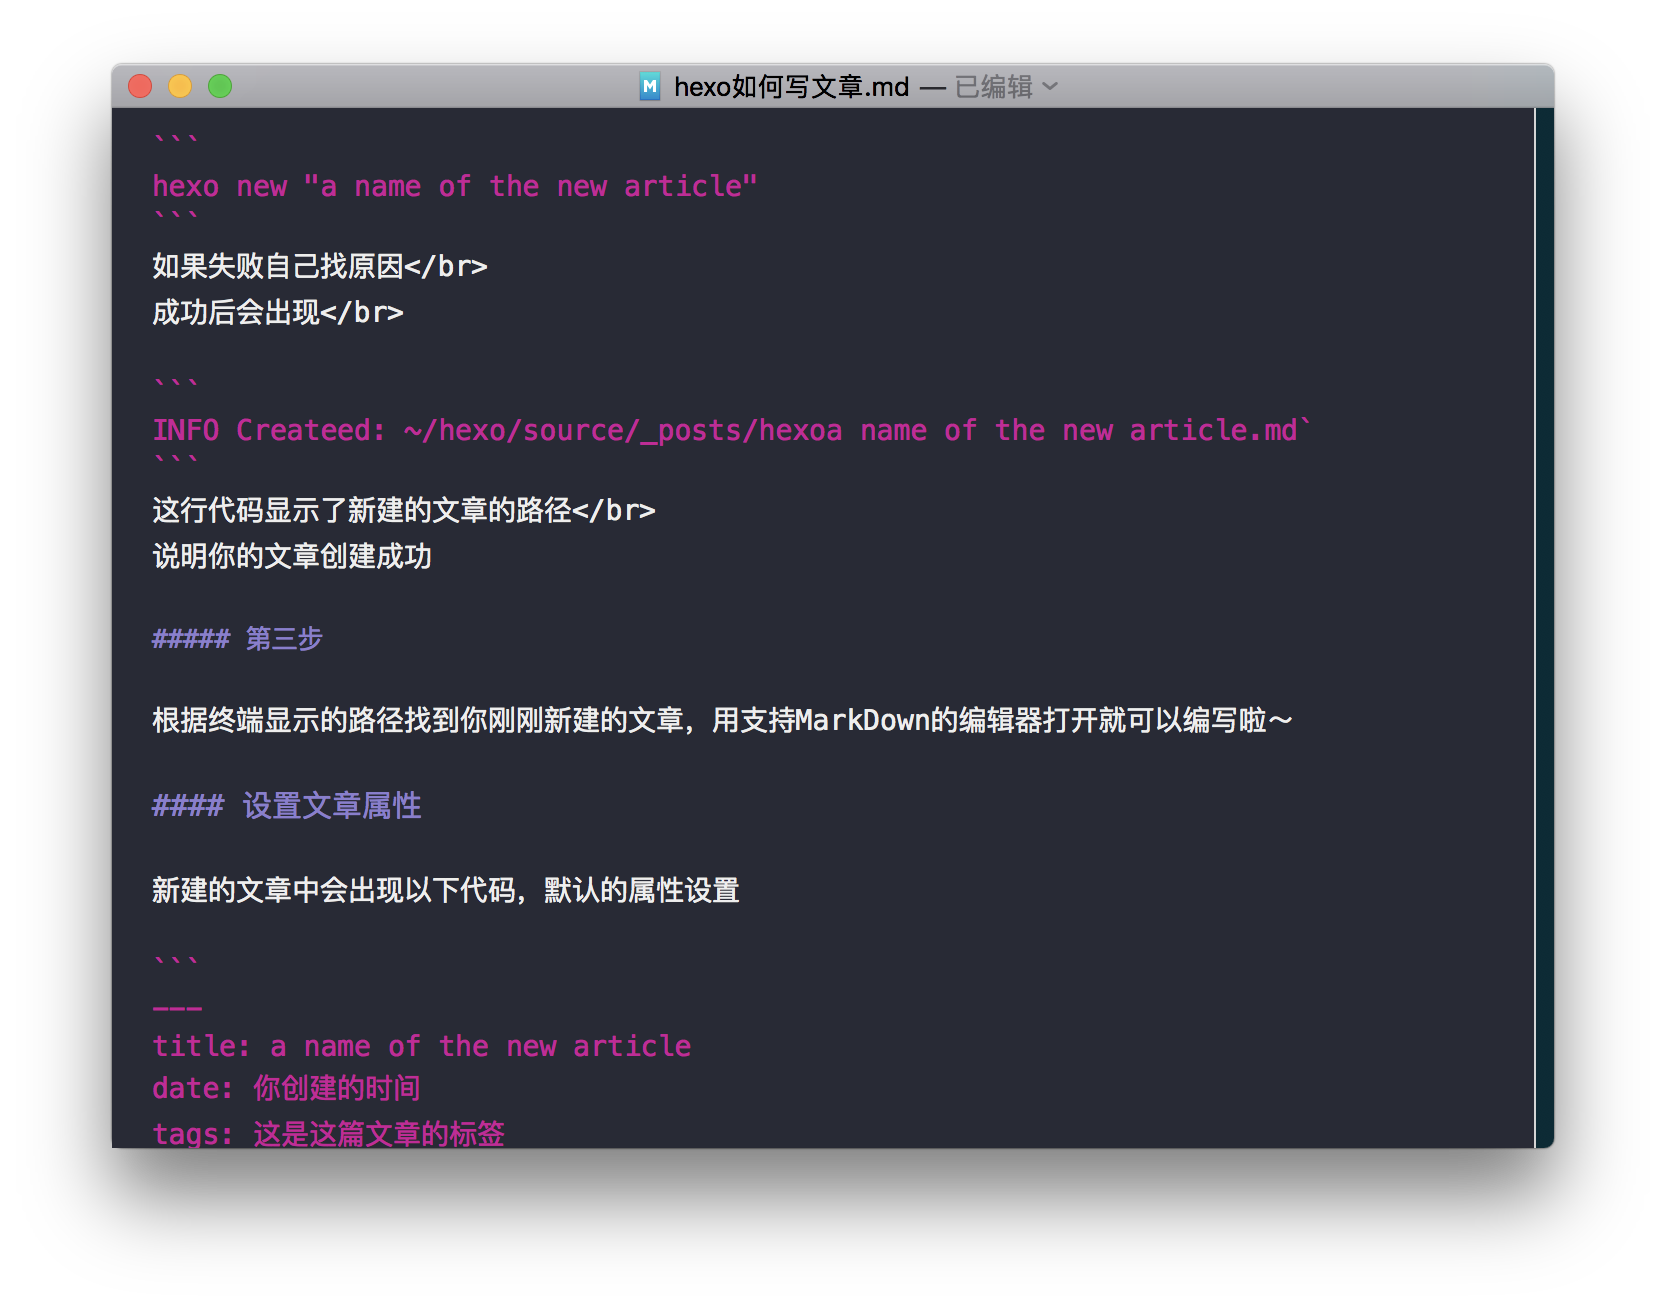 M hexo如何写文章.md — 已编辑
```
hexo new "a name of the new article"
```
如果失败自己找原因</br>
成功后会出现</br>
```
INFO Createed: ~/hexo/source/_posts/hexoa name of the new article.md`
```
这行代码显示了新建的文章的路径</br>
说明你的文章创建成功
##### 第三步
根据终端显示的路径找到你刚刚新建的文章，用支持MarkDown的编辑器打开就可以编写啦～
#### 设置文章属性
新建的文章中会出现以下代码，默认的属性设置
```
---
title: a name of the new article
date: 你创建的时间
tags: 这是这篇文章的标签